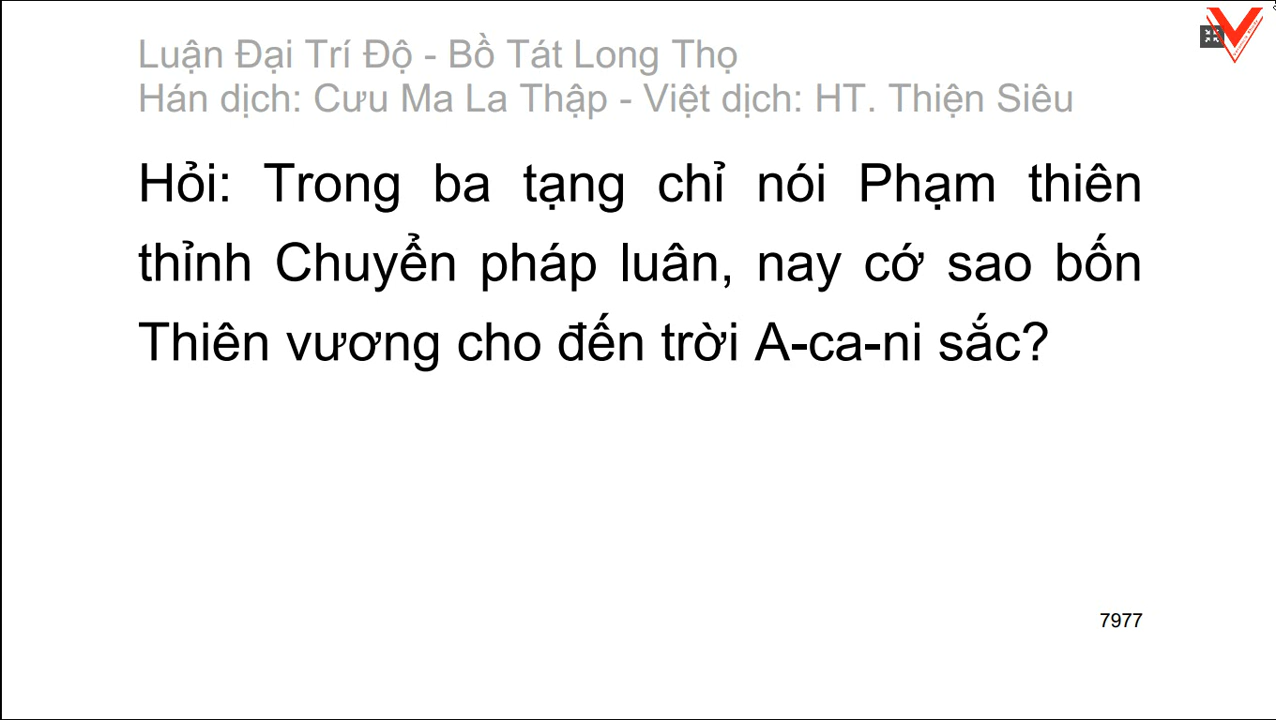 Luận Đại Trí Độ - Bồ Tát Long Thọ
Hán dịch: Cưu Ma La Thập - Việt dịch: HT. Thiện Siêu
Hỏi: Trong ba tạng chỉ nói Phạm thiên
thỉnh Chuyển pháp luân, nay cớ sao bốn
Thiên vương cho đến trời A-ca-ni sắc?
7977